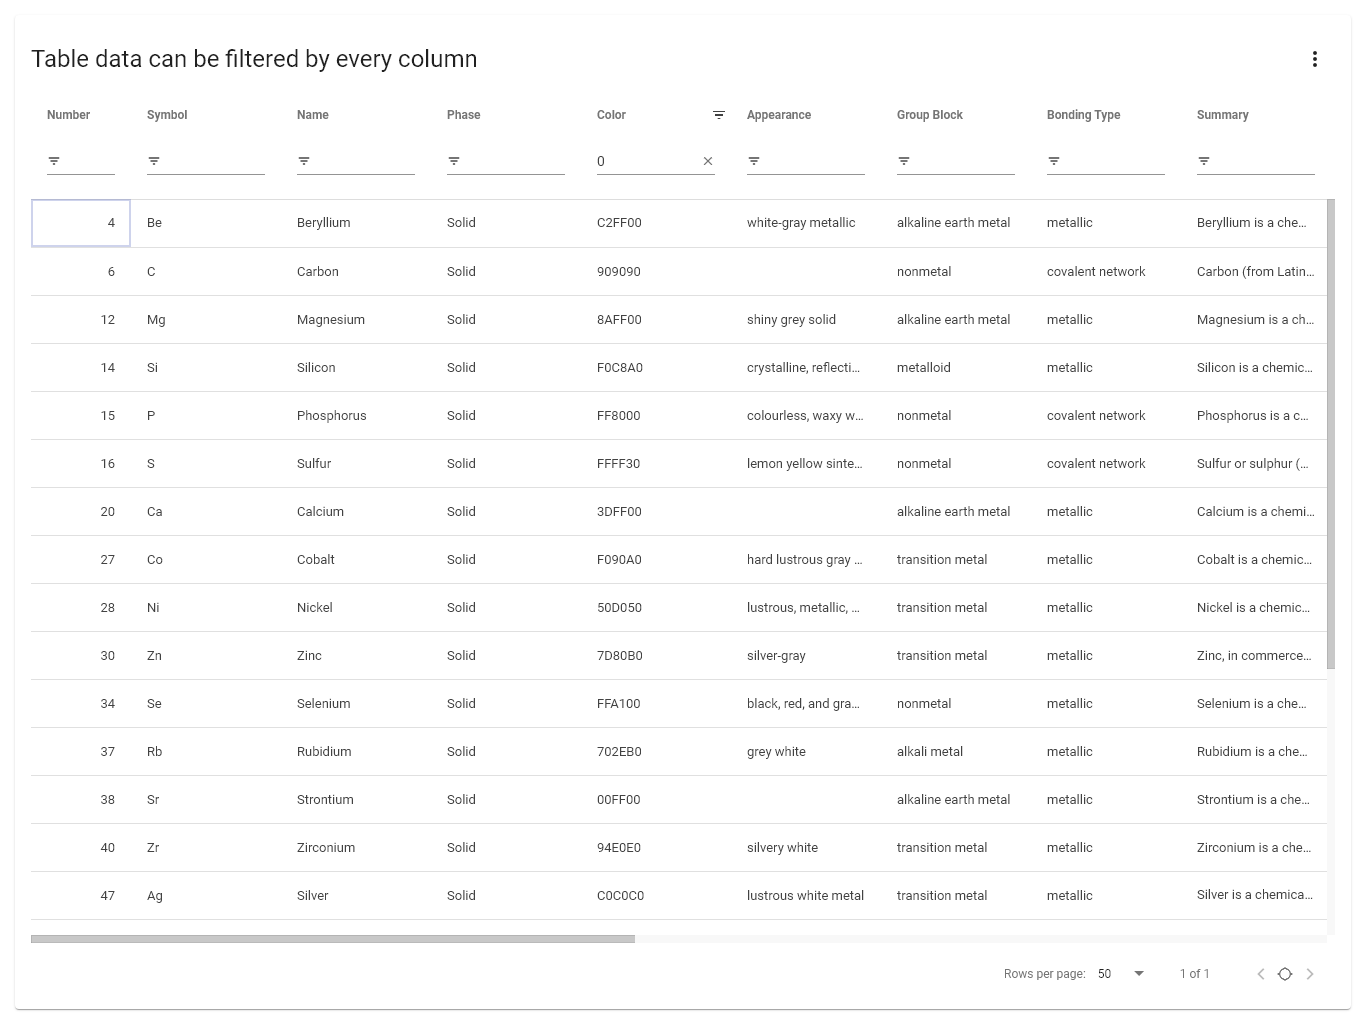 Table data can be filtered by every column
Number Symbol Name Phase Color Appearance Group Block Bonding Type Summary
0
4 Be Beryllium Solid C2FF00 white-gray metallic alkaline earth metal metallic Beryllium is a che...
6 C Carbon Solid 909090 nonmetal covalent network Carbon (from Latin...
12 Mg Magnesium Solid 8AFF00 shiny grey solid alkaline earth metal metallic Magnesium is a ch...
14 Si Silicon Solid F0C8A0 crystalline, reflecti... metalloid metallic Silicon is a chemic...
15 P Phosphorus Solid FF8000 colourless, waxy w... nonmetal covalent network Phosphorus is a c...
16 S Sulfur Solid FFFF30 lemon yellow sinte... nonmetal covalent network Sulfur or sulphur (...
20 Ca Calcium Solid 3DFF00 alkaline earth metal metallic Calcium is a chemi...
27 Co Cobalt Solid F090A0 hard lustrous gray ... transition metal metallic Cobalt is a chemic...
28 Ni Nickel Solid 50D050 lustrous, metallic, ... transition metal metallic Nickel is a chemic...
30 Zn Zinc Solid 7D80B0 silver-gray transition metal metallic Zinc, in commerce...
34 Se Selenium Solid FFA100 black, red, and gra... nonmetal metallic Selenium is a che...
37 Rb Rubidium Solid 702EB0 grey white alkali metal metallic Rubidium is a che...
38 Sr Strontium Solid 00FF00 alkaline earth metal metallic Strontium is a che...
40 Zr Zirconium Solid 94E0E0 silvery white transition metal metallic Zirconium is a che...
47 Ag Silver Solid C0C0C0 lustrous white metal transition metal metallic Silver is a chemica...
Rows per page: 50 1 of 1